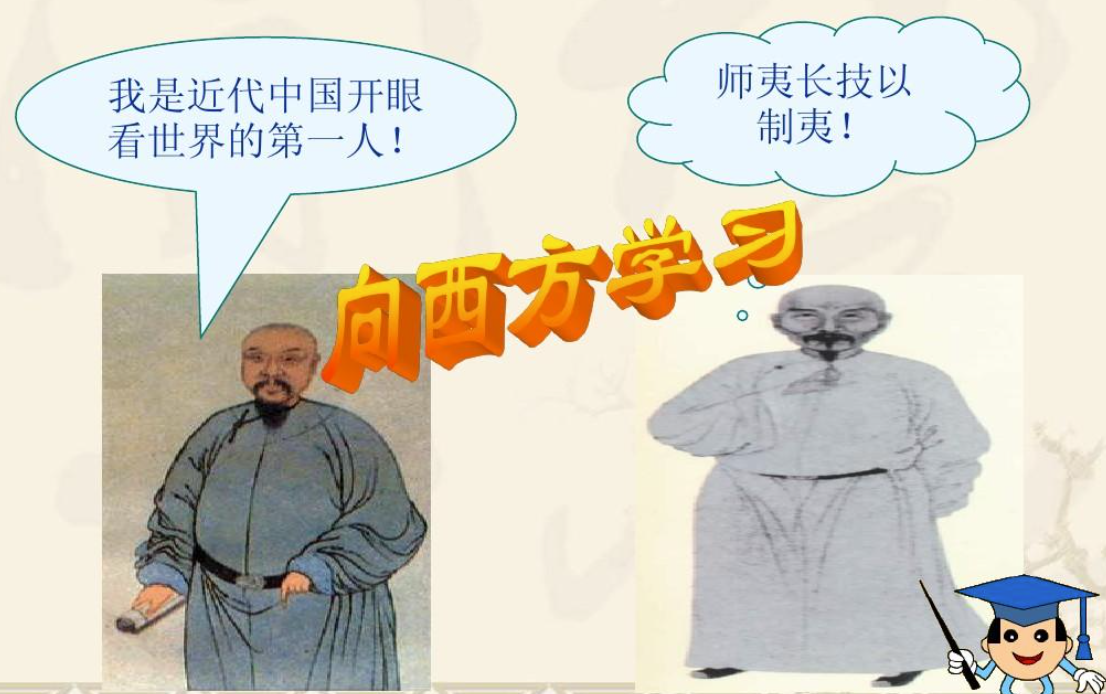 我是近代中国开眼
看世界的第一人！
师夷长技以
制夷！
向西方学习